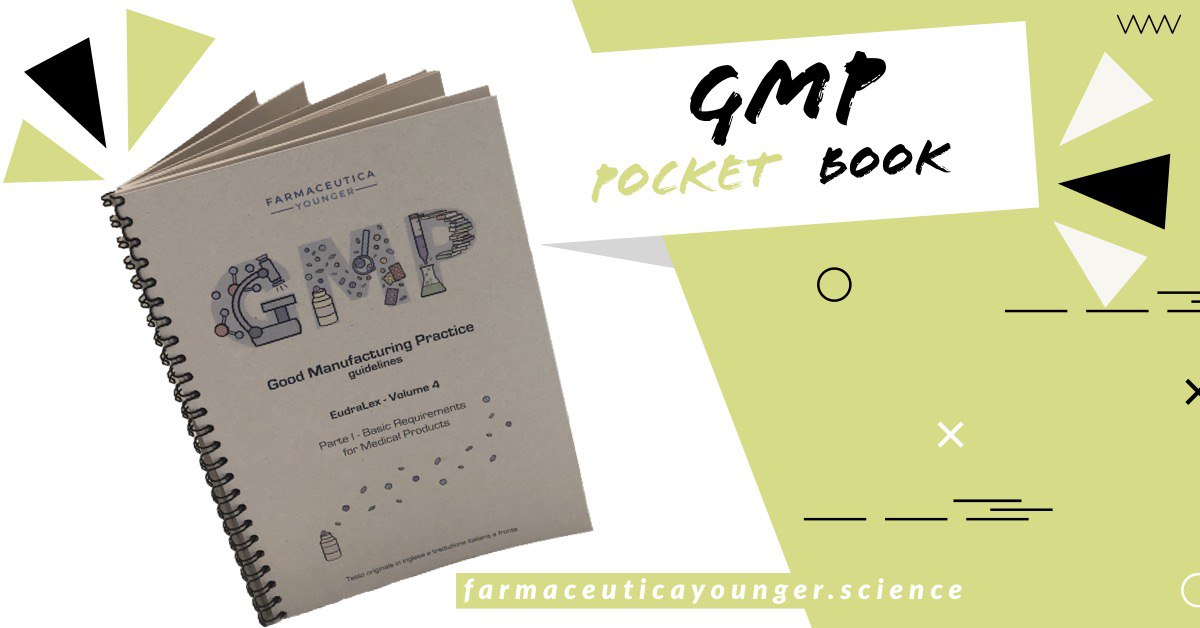 GMP
POCKET BOOK
FARMACEUTICA
YOUNGER
GMP
Good Manufacturing Practice
guidelines
EudraLex - Volume 4
Parte I - Basic Requirements
for Medical Products
Testo originale in inglese e traduzione italiana a fronte
farmaceuticayounger.science